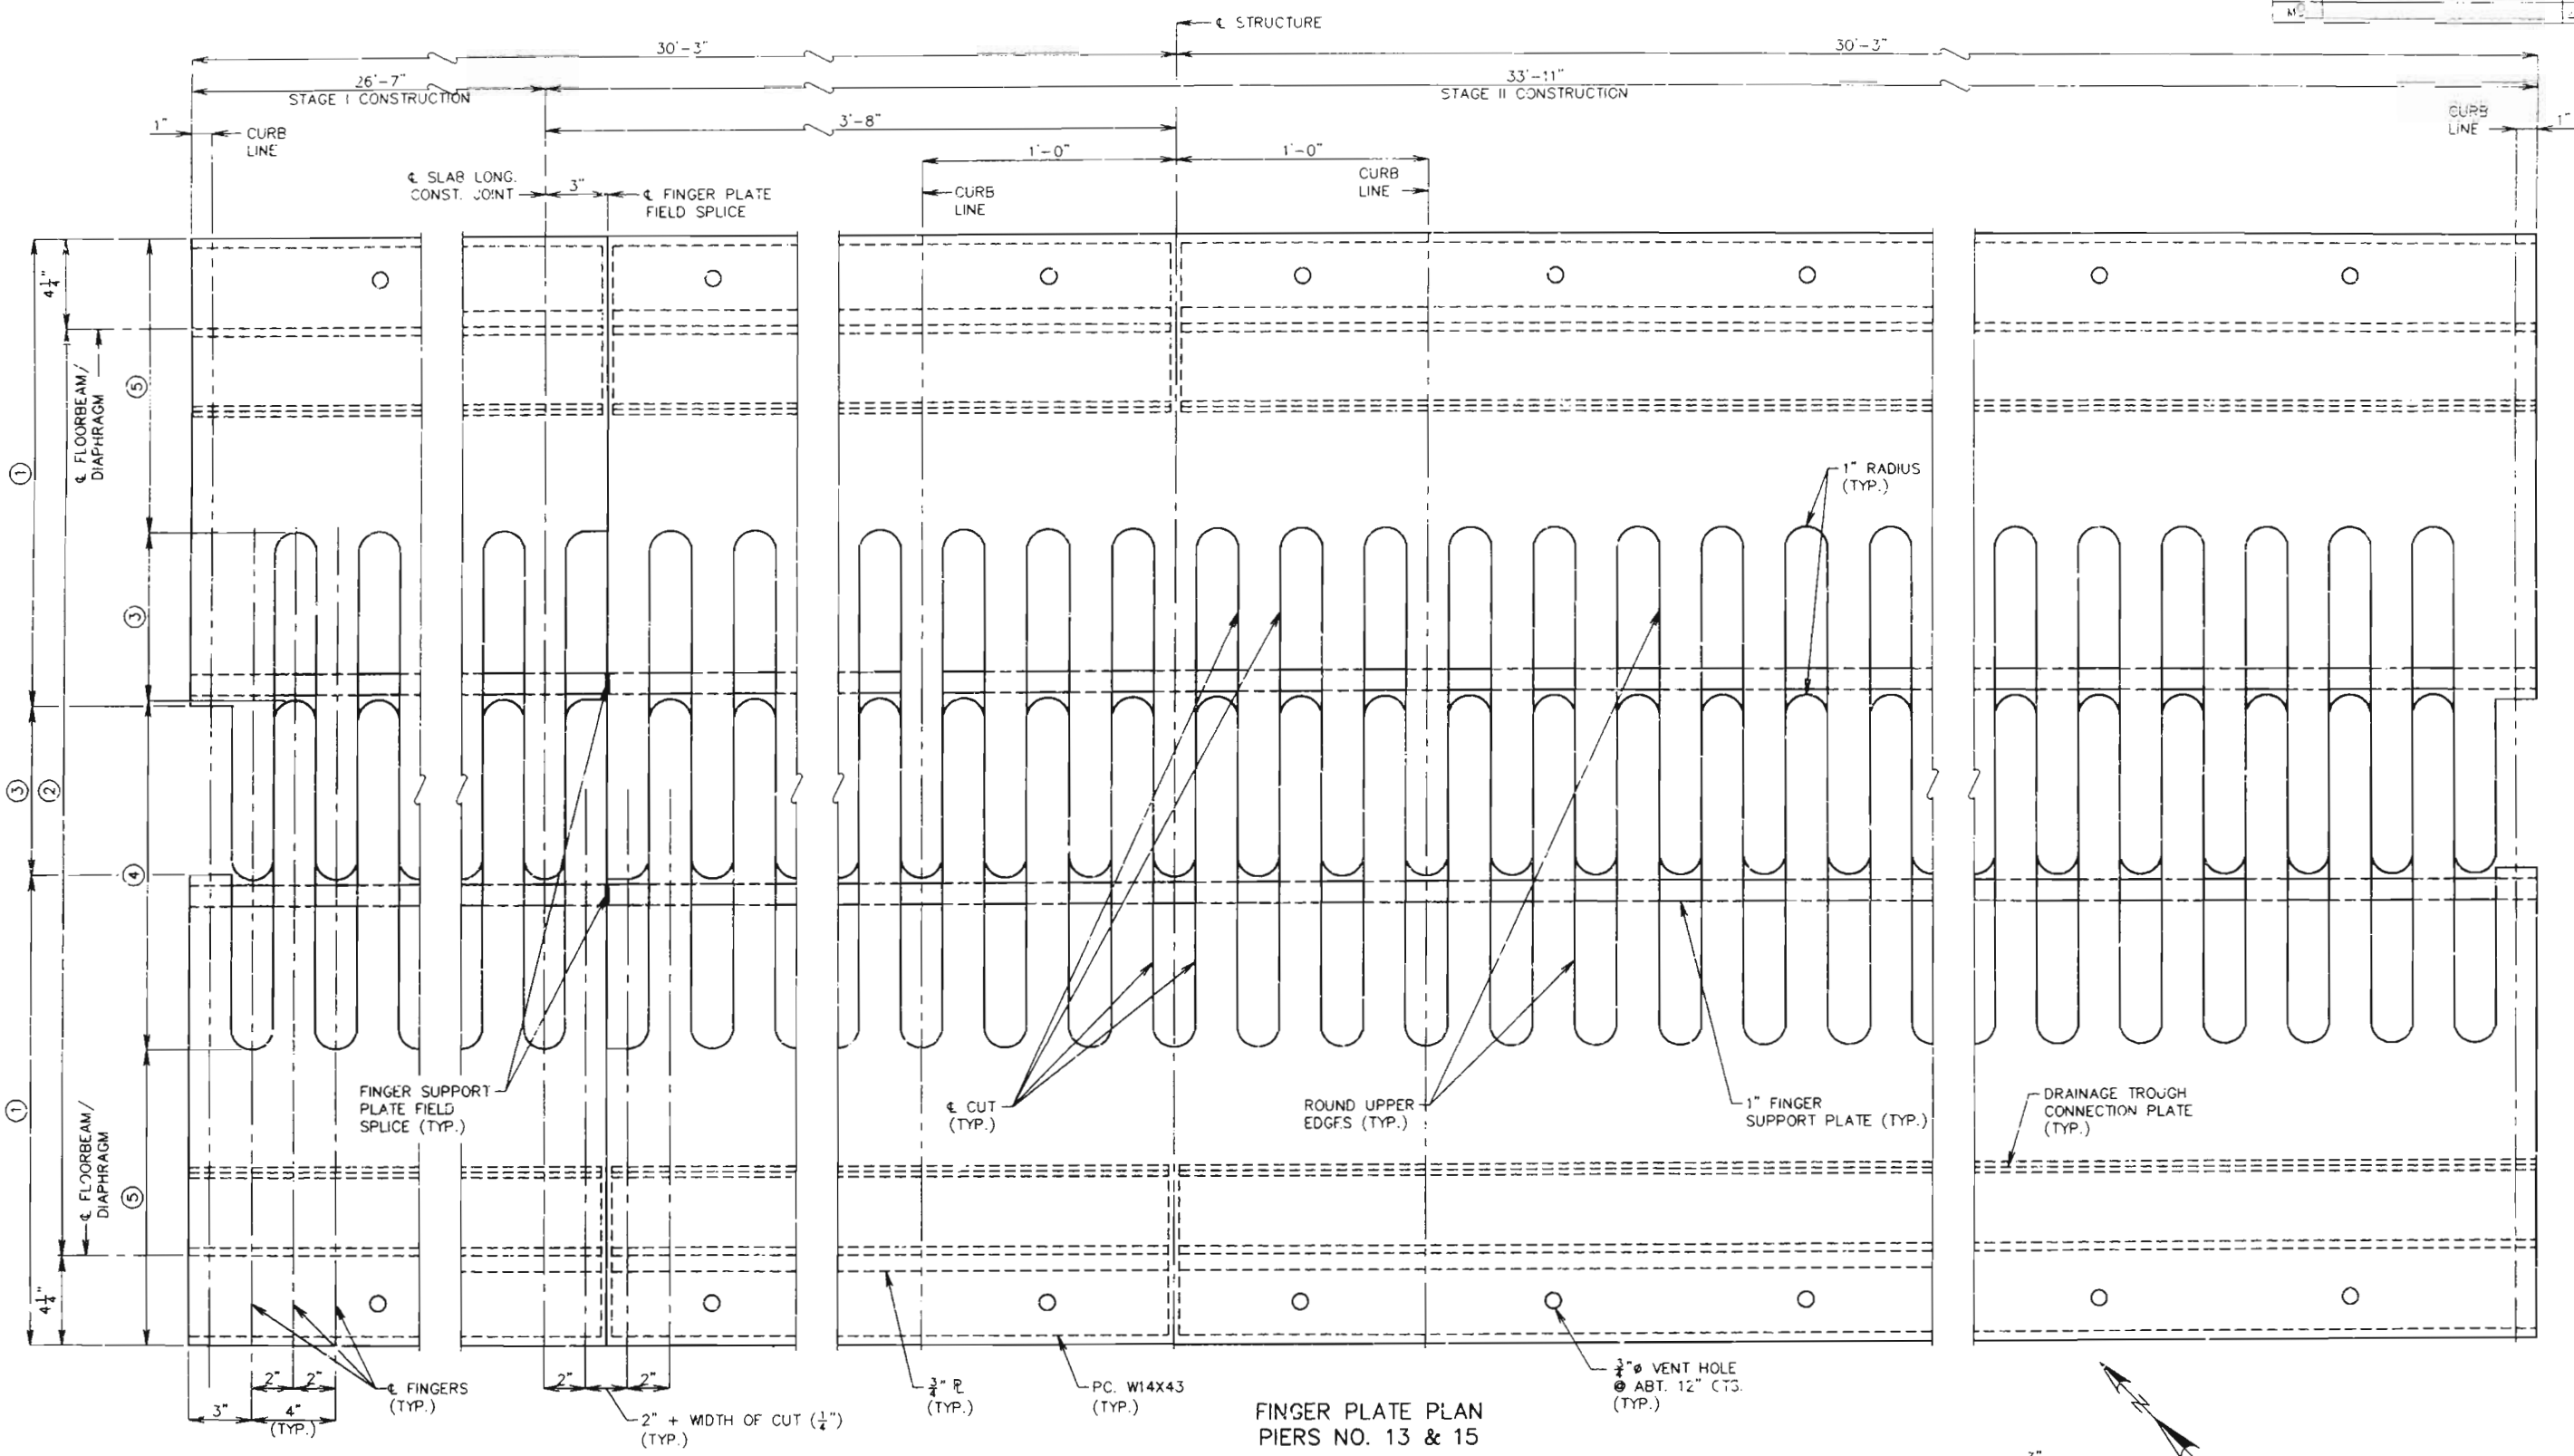 ℄ STRUCTURE
30'-3"
30'-3"
26'-7"
STAGE I CONSTRUCTION
33'-11"
STAGE II CONSTRUCTION
3'-8"
1"
CURB
LINE
CURB
LINE
1"
1'-0"
1'-0"
℄ SLAB LONG.
CONST. JOINT
3"
℄ FINGER PLATE
FIELD SPLICE
CURB
LINE
CURB
LINE
4 1/4"
℄ FLOORBEAM/
DIAPHRAGM
⑤
①
1" RADIUS
(TYP.)
③
③
②
④
①
℄ FLOORBEAM/
DIAPHRAGM
⑤
4 1/4"
FINGER SUPPORT
PLATE FIELD
SPLICE (TYP.)
℄ CUT
(TYP.)
ROUND UPPER
EDGES (TYP.)
1" FINGER
SUPPORT PLATE (TYP.)
DRAINAGE TROUGH
CONNECTION PLATE
(TYP.)
2"
2"
3"
4"
(TYP.)
℄ FINGERS
(TYP.)
2"
2"
2" + WIDTH OF CUT (1/4")
(TYP.)
3/4" PL
(TYP.)
PC. W14X43
(TYP.)
3/4"ø VENT HOLE
@ ABT. 12" CTS.
(TYP.)
FINGER PLATE PLAN
PIERS NO. 13 & 15
N
3"